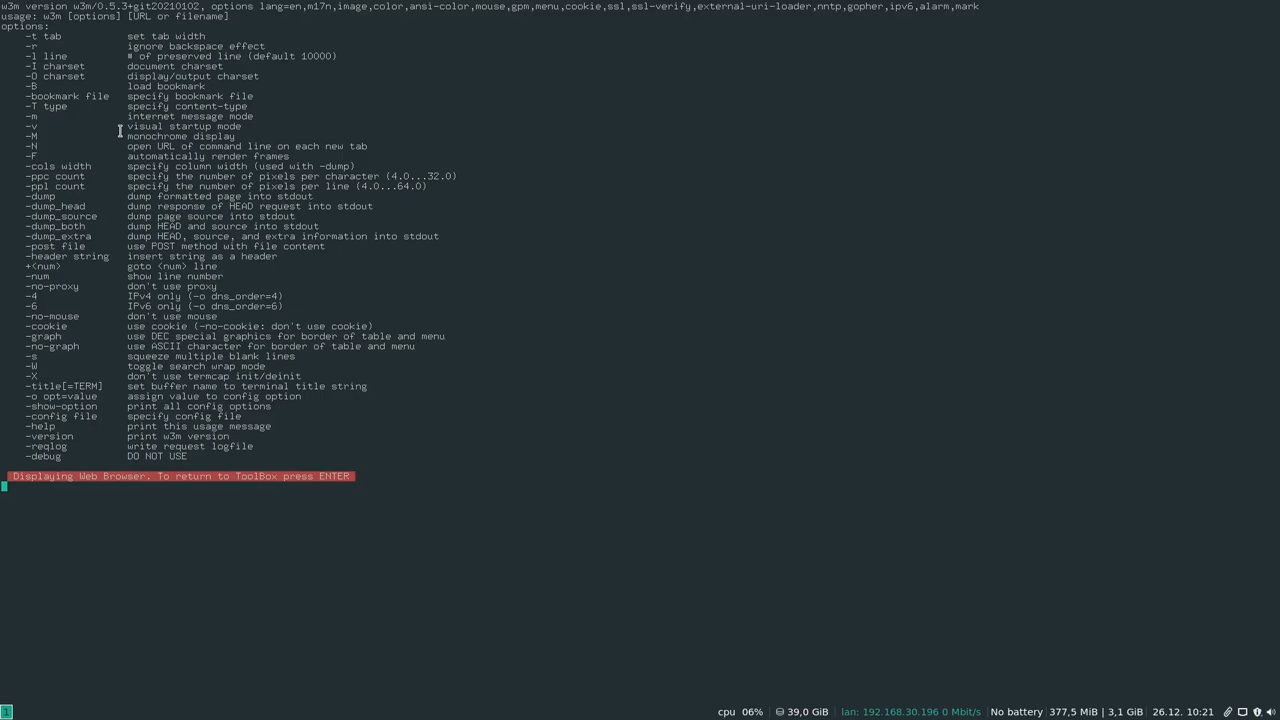 w3m version w3m/0.5.3+git20210102, options lang=en,m17n,image,color,ansi-color,mouse,gpm,menu,cookie,ssl,ssl-verify,external-uri-loader,nntp,gopher,ipv6,alarm,mark
usage: w3m [options] [URL or filename]
options:
-t tab set tab width
-r ignore backspace effect
-l line # of preserved line (default 10000)
-I charset document charset
-O charset display/output charset
-B load bookmark
-bookmark file specify bookmark file
-T type specify content-type
-m internet message mode
-v visual startup mode
-M monochrome display
-N open URL of command line on each new tab
-F automatically render frames
-cols width specify column width (used with -dump)
-ppc count specify the number of pixels per character (4.0...32.0)
-ppl count specify the number of pixels per line (4.0...64.0)
-dump dump formatted page into stdout
-dump_head dump response of HEAD request into stdout
-dump_source dump page source into stdout
-dump_both dump HEAD and source into stdout
-dump_extra dump HEAD, source, and extra information into stdout
-post file use POST method with file content
-header string insert string as a header
+<num> goto <num> line
-num show line number
-no-proxy don't use proxy
-4 IPv4 only (-o dns_order=4)
-6 IPv6 only (-o dns_order=6)
-no-mouse don't use mouse
-cookie use cookie (-no-cookie: don't use cookie)
-graph use DEC special graphics for border of table and menu
-no-graph use ASCII character for border of table and menu
-s squeeze multiple blank lines
-W toggle search wrap mode
-X don't use termcap init/deinit
-title[=TERM] set buffer name to terminal title string
-o opt=value assign value to config option
-show-option print all config options
-config file specify config file
-help print this usage message
-version print w3m version
-reqlog write request logfile
-debug DO NOT USE
Displaying Web Browser. To return to ToolBox press ENTER
1 cpu 06% | 39,0 GiB | lan: 192.168.30.196 0 Mbit/s | No battery | 377,5 MiB | 3,1 GiB | 26.12. 10:21